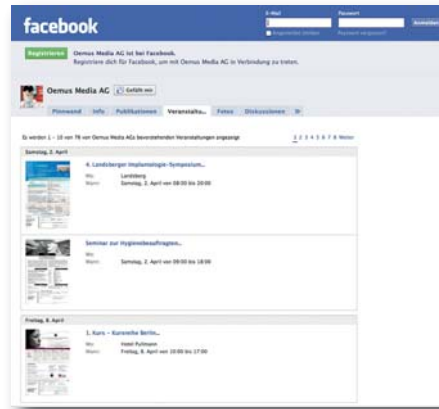 facebook
E-Mail
Passwort
Angemeldet bleiben
Passwort vergessen?
Anmelden
Registrieren
Oemus Media AG ist bei Facebook.
Registriere dich für Facebook, um mit Oemus Media AG in Verbindung zu treten.
Oemus Media AG
Gefällt mir
Pinnwand Info Publikationen Veranstaltu... Fotos Diskussionen »
Es werden 1 - 10 von 78 von Oemus Media AGs bevorstehenden Veranstaltungen angezeigt
1 2 3 4 5 6 7 8 Weiter
Samstag, 2. April
4. Landsberger Implantologie-Symposium...
Wo: Landsberg
Wann: Samstag, 2. April von 08:00 bis 20:00
Seminar zur Hygienebeauftragten...
Wo:
Wann: Samstag, 2. April von 09:00 bis 18:00
Freitag, 8. April
1. Kurs - Kursreihe Berlin...
Wo: Hotel Pullmann
Wann: Freitag, 8. April von 10:00 bis 17:00